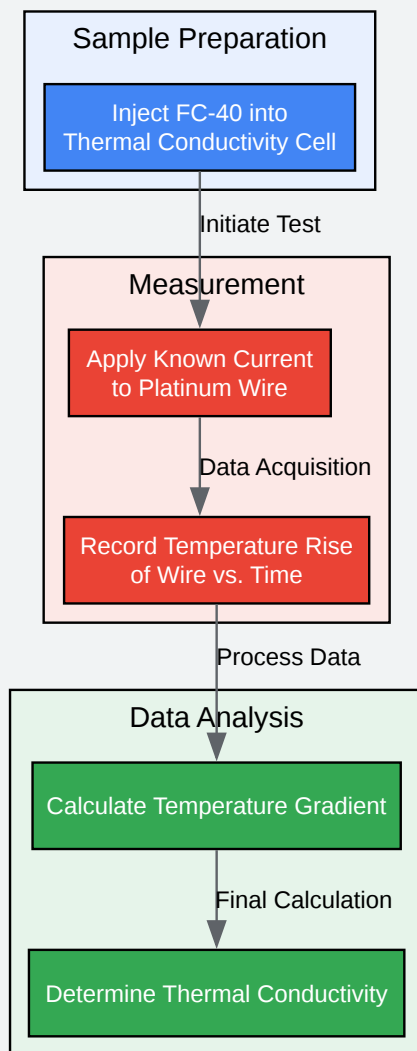 Sample Preparation
Inject FC-40 into
Thermal Conductivity Cell
Initiate Test
Measurement
Apply Known Current
to Platinum Wire
Data Acquisition
Record Temperature Rise
of Wire vs. Time
Process Data
Data Analysis
Calculate Temperature Gradient
Final Calculation
Determine Thermal Conductivity